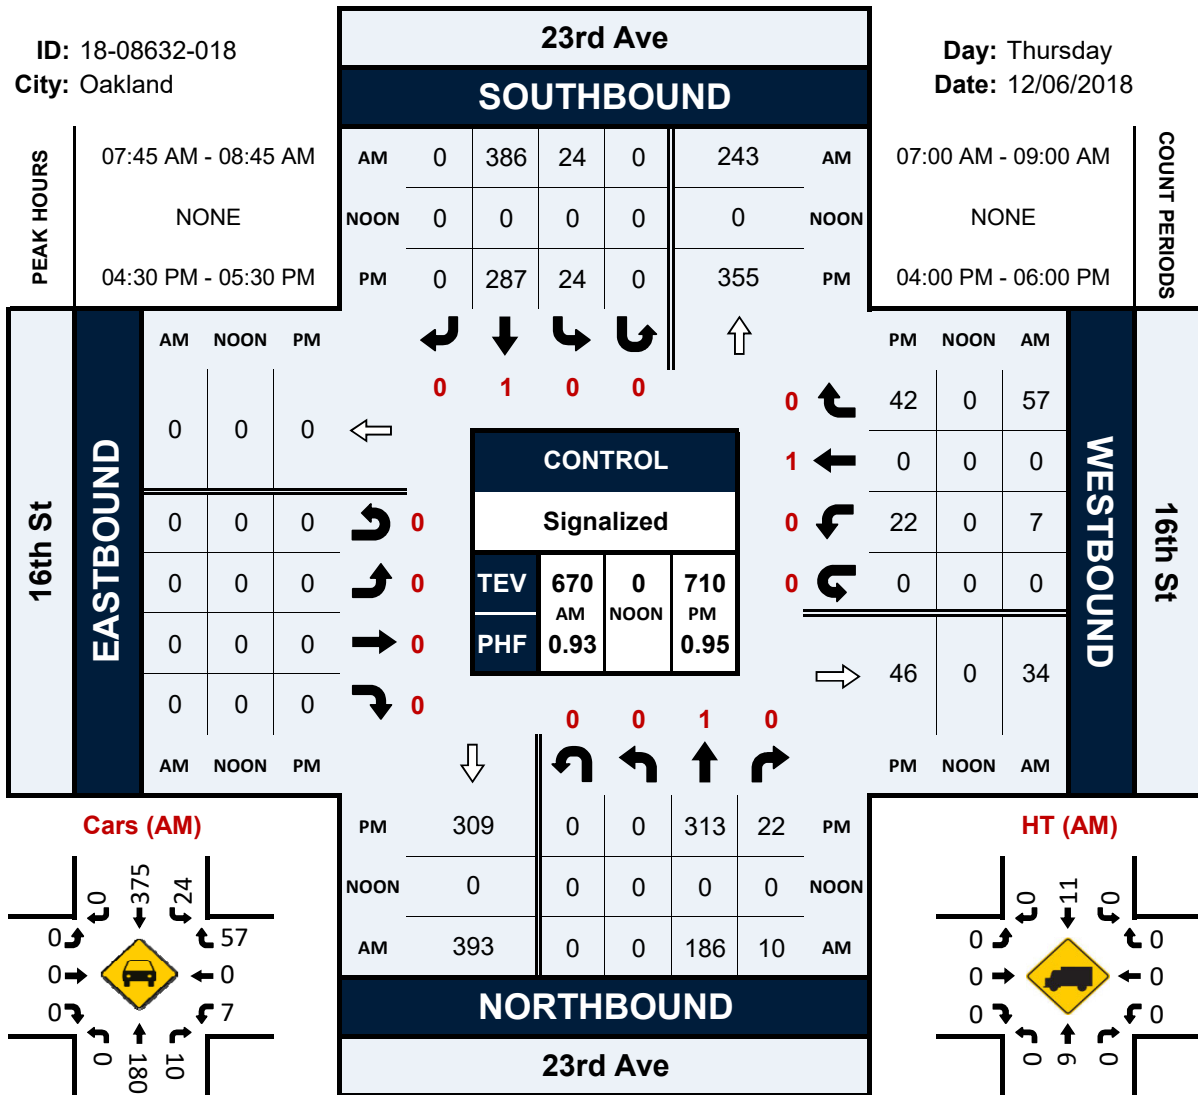 ID: 18-08632-018
City: Oakland
23rd Ave
SOUTHBOUND
Day: Thursday
Date: 12/06/2018
PEAK HOURS
07:45 AM - 08:45 AM
NONE
04:30 PM - 05:30 PM
AM 0 386 24 0 243 AM
NOON 0 0 0 0 0 NOON
PM 0 287 24 0 355 PM
07:00 AM - 09:00 AM
NONE
04:00 PM - 06:00 PM
COUNT PERIODS
0 1 0 0
16th St
EASTBOUND
AM NOON PM
0 0 0
0 0 0 0
0 0 0 0
0 0 0 0
0 0 0 0
AM NOON PM
CONTROL
Signalized
TEV 670 0 710
AM NOON PM
PHF 0.93 0.95
PM NOON AM
0 42 0 57
1 0 0 0
0 22 0 7
0 0 0 0
46 0 34
PM NOON AM
WESTBOUND
16th St
0 0 1 0
PM 309 0 0 313 22 PM
NOON 0 0 0 0 0 NOON
AM 393 0 0 186 10 AM
NORTHBOUND
23rd Ave
Cars (AM)
0 375 24
0 57
0 0
0 7
0 180 10
HT (AM)
0 11 0
0 0
0 0
0 0
0 6 0